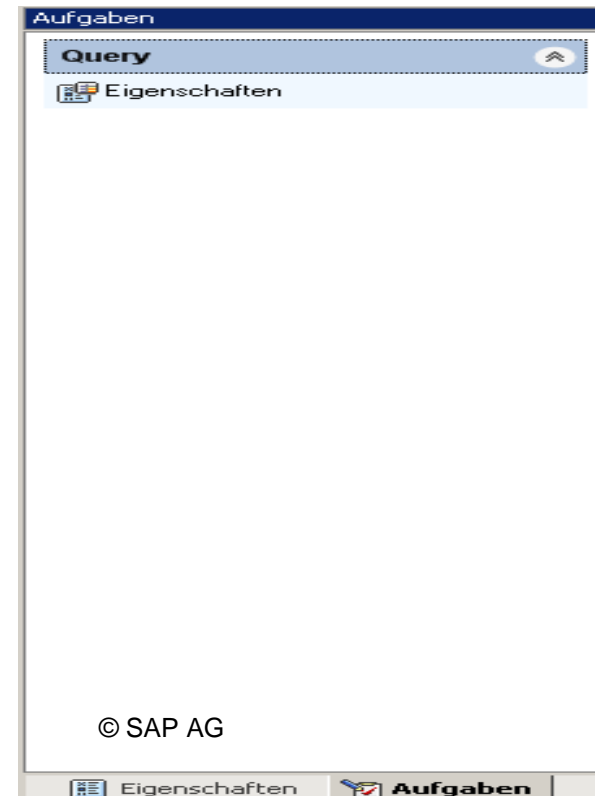 Aufgaben
Query
Eigenschaften
© SAP AG
Eigenschaften Aufgaben